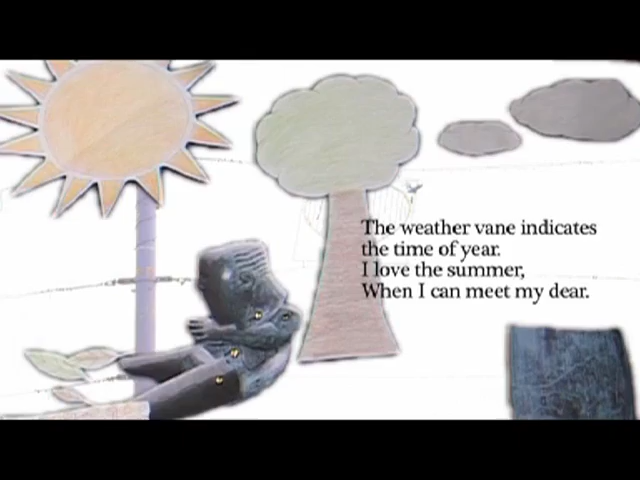 The weather vane indicates
the time of year.
I love the summer,
When I can meet my dear.